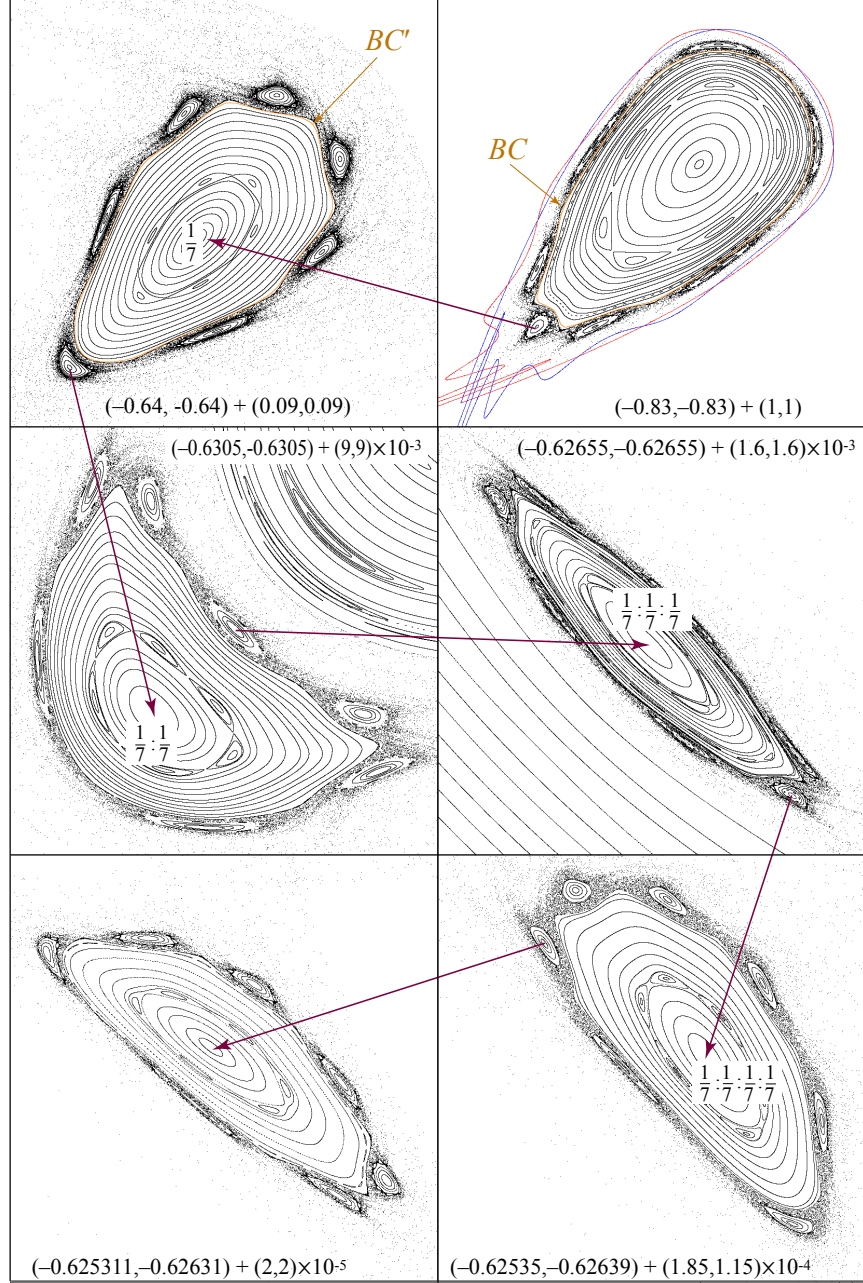 BC′
BC
1/7
(–0.64, -0.64) + (0.09,0.09)
(–0.83,–0.83) + (1,1)
(–0.6305,-0.6305) + (9,9)×10-3
(–0.62655,–0.62655) + (1.6,1.6)×10-3
1/7:1/7:1/7
1/7:1/7
1/7:1/7:1/7:1/7
(–0.625311,–0.62631) + (2,2)×10-5
(–0.62535,–0.62639) + (1.85,1.15)×10-4